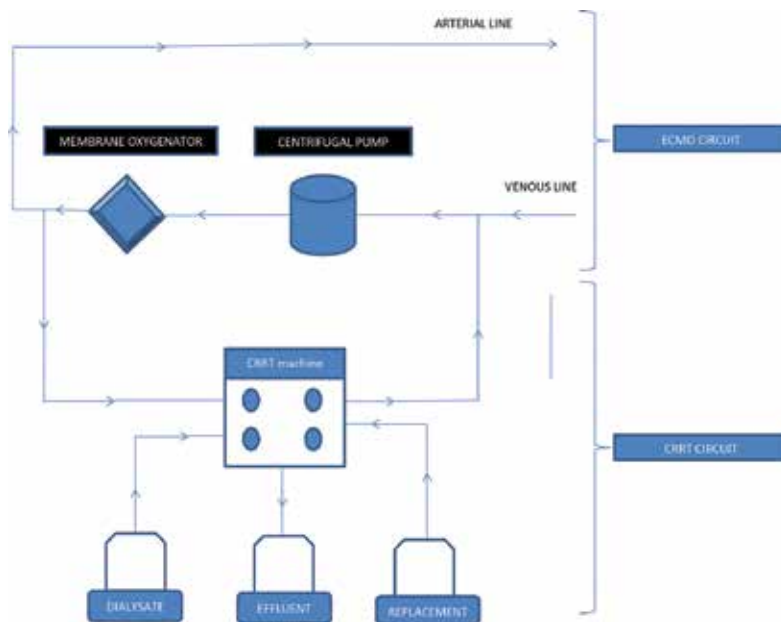 ARTERIAL LINE
MEMBRANE OXYGENATOR
CENTRIFUGAL PUMP
ECMO CIRCUIT
VENOUS LINE
CRRT machine
CRRT CIRCUIT
DIALYSATE
EFFLUENT
REPLACEMENT